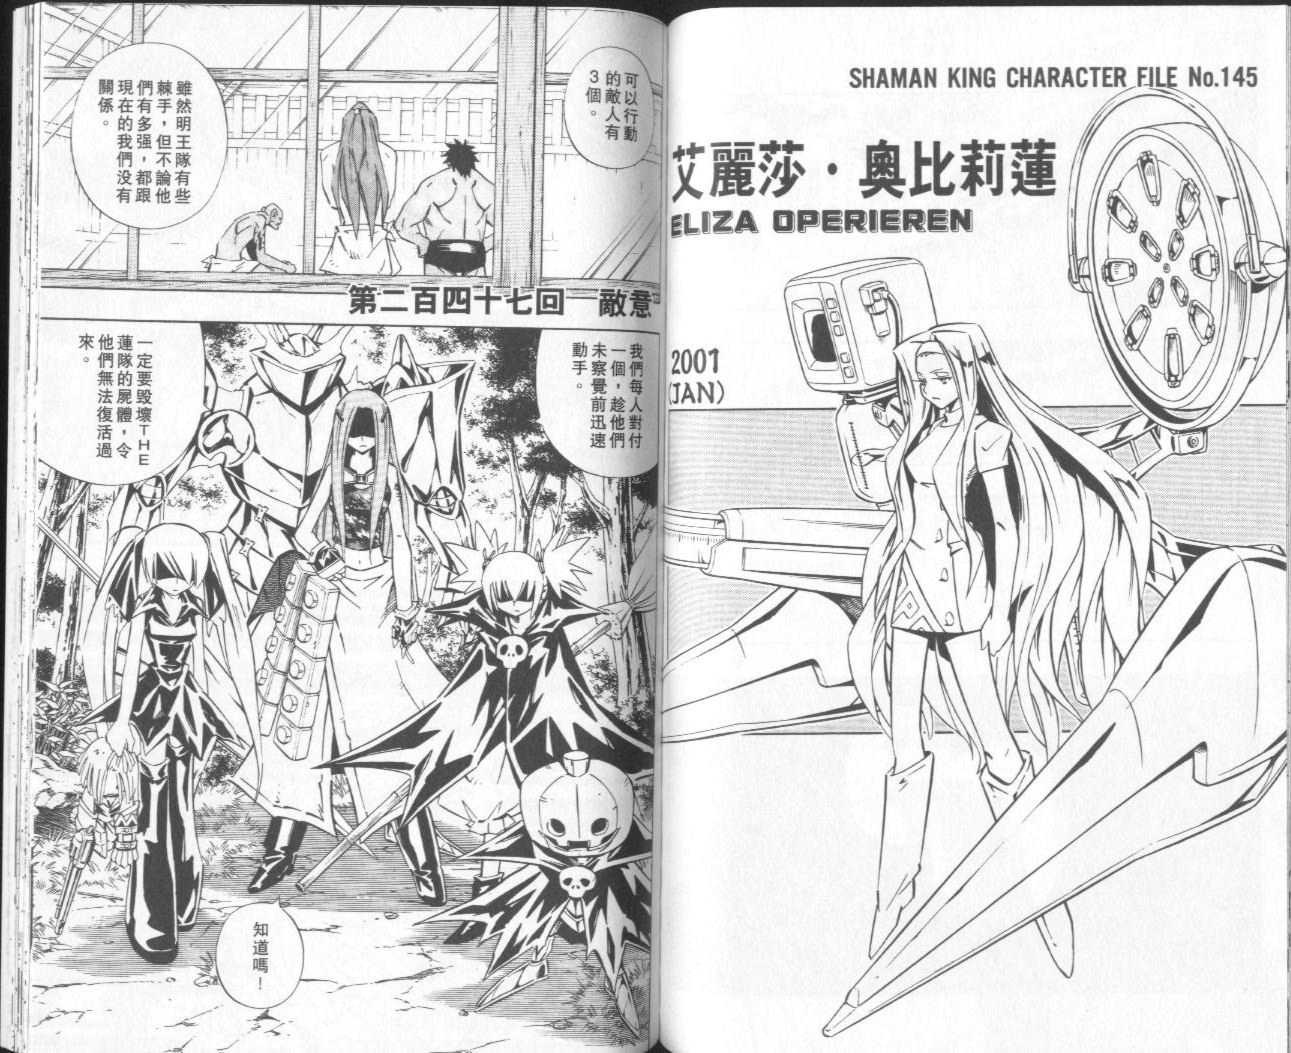 SHAMAN KING CHARACTER FILE No.145
艾麗莎・奧比莉蓮
ELIZA OPERIEREN
2001
(JAN)
可以行動
的敵人有
3個。
雖然明王隊有些
棘手，但不論他
們有多强，都跟
現在的我們没有
關係。
第二百四十七回 敵意
我們每人對付
一個，趁他們
未察覺前迅速
動手。
一定要毀壞THE
蓮隊的屍體，令
他們無法復活過
來。
知道嗎！